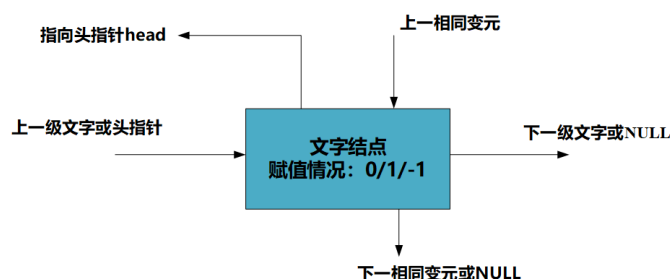 上一相同变元
指向头指针head
上一级文字或头指针
文字结点
赋值情况：0/1/-1
下一级文字或NULL
下一相同变元或NULL